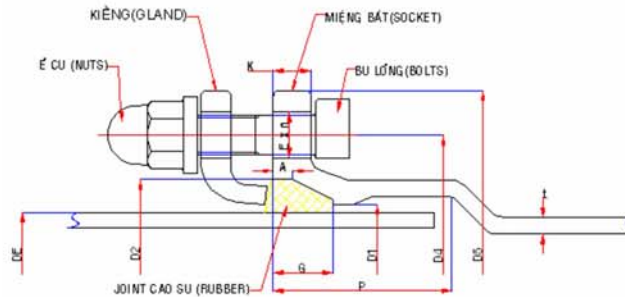 KIỀNG(GLAND)
MIỆNG BÁT(SOCKET)
Ê CU (NUTS)
K
BU LÔNG(BOLTS)
F x n
A
DE
D2
G
P
D1
D4
D5
t
JOINT CAO SU (RUBBER)